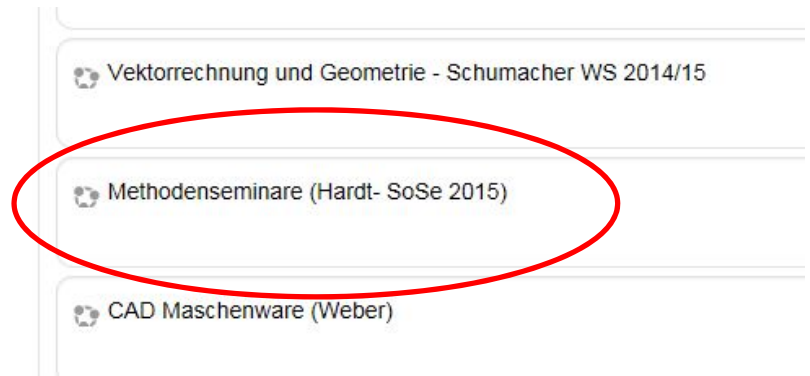 Vektorrechnung und Geometrie - Schumacher WS 2014/15
Methodenseminare (Hardt- SoSe 2015)
CAD Maschenware (Weber)